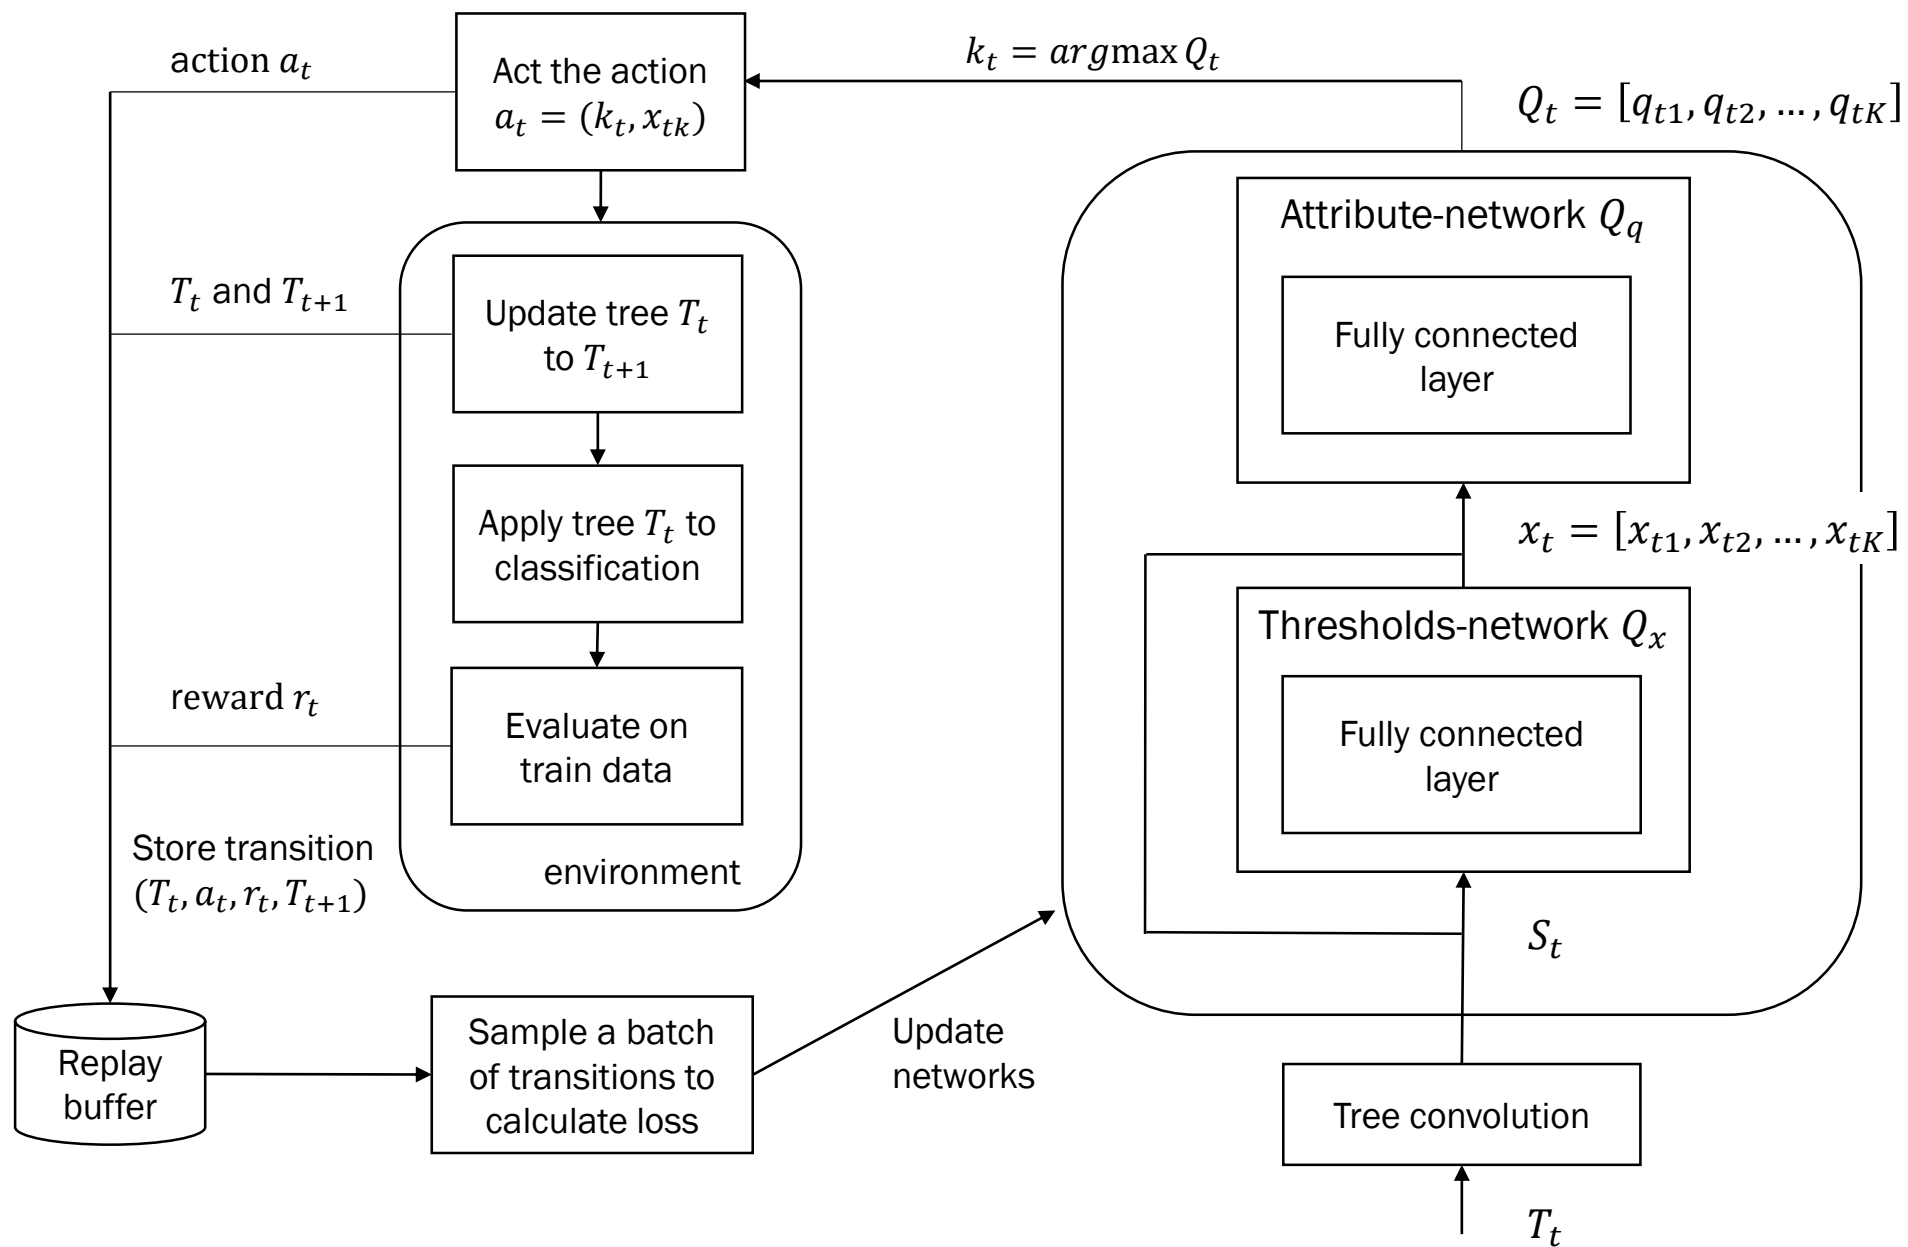 action a_t
Act the action
a_t = (k_t, x_{tk})
k_t = argmax Q_t
Q_t = [q_{t1}, q_{t2}, ..., q_{tK}]
T_t and T_{t+1}
Update tree T_t
to T_{t+1}
Apply tree T_t to
classification
reward r_t
Evaluate on
train data
environment
Store transition
(T_t, a_t, r_t, T_{t+1})
Replay
buffer
Sample a batch
of transitions to
calculate loss
Update
networks
Attribute-network Q_q
Fully connected
layer
x_t = [x_{t1}, x_{t2}, ..., x_{tK}]
Thresholds-network Q_x
Fully connected
layer
S_t
Tree convolution
T_t